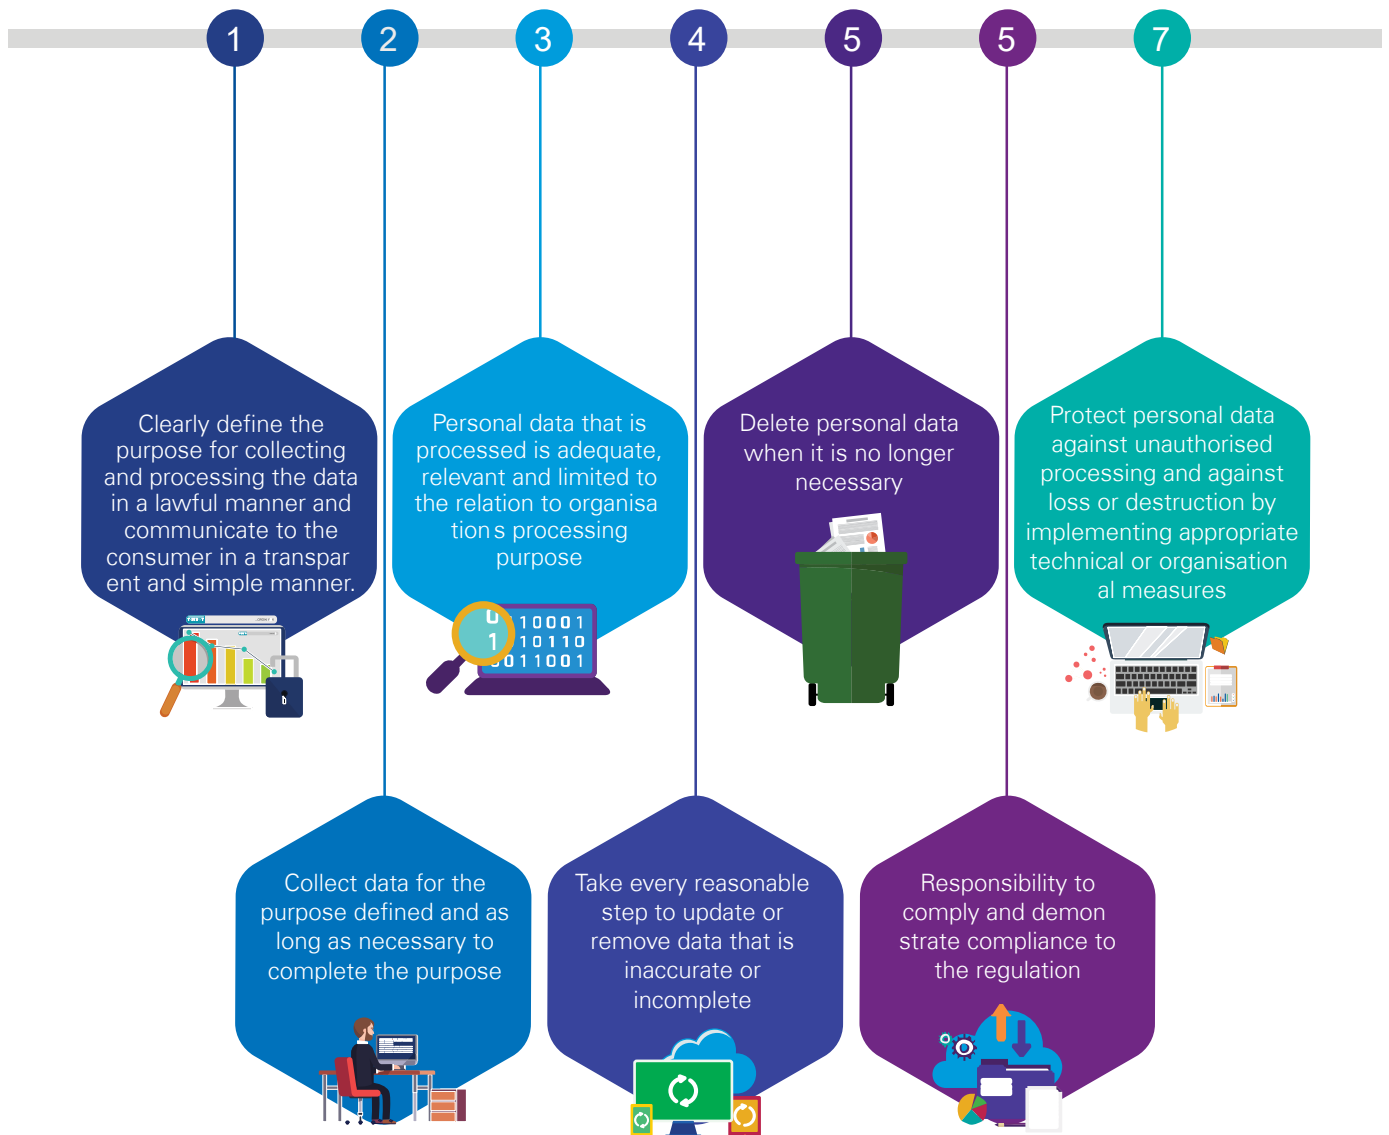 1
2
3
4
5
5
7
Clearly define the
purpose for collecting
and processing the data
in a lawful manner and
communicate to the
consumer in a transpar
ent and simple manner.
Personal data that is
processed is adequate,
relevant and limited to
the relation to organisa
tion s processing
purpose
10001
1 10110
0011001
Delete personal data
when it is no longer
necessary
Protect personal data
against unauthorised
processing and against
loss or destruction by
implementing appropriate
technical or organisation
al measures
Collect data for the
purpose defined and as
long as necessary to
complete the purpose
Take every reasonable
step to update or
remove data that is
inaccurate or
incomplete
Responsibility to
comply and demon
strate compliance to
the regulation